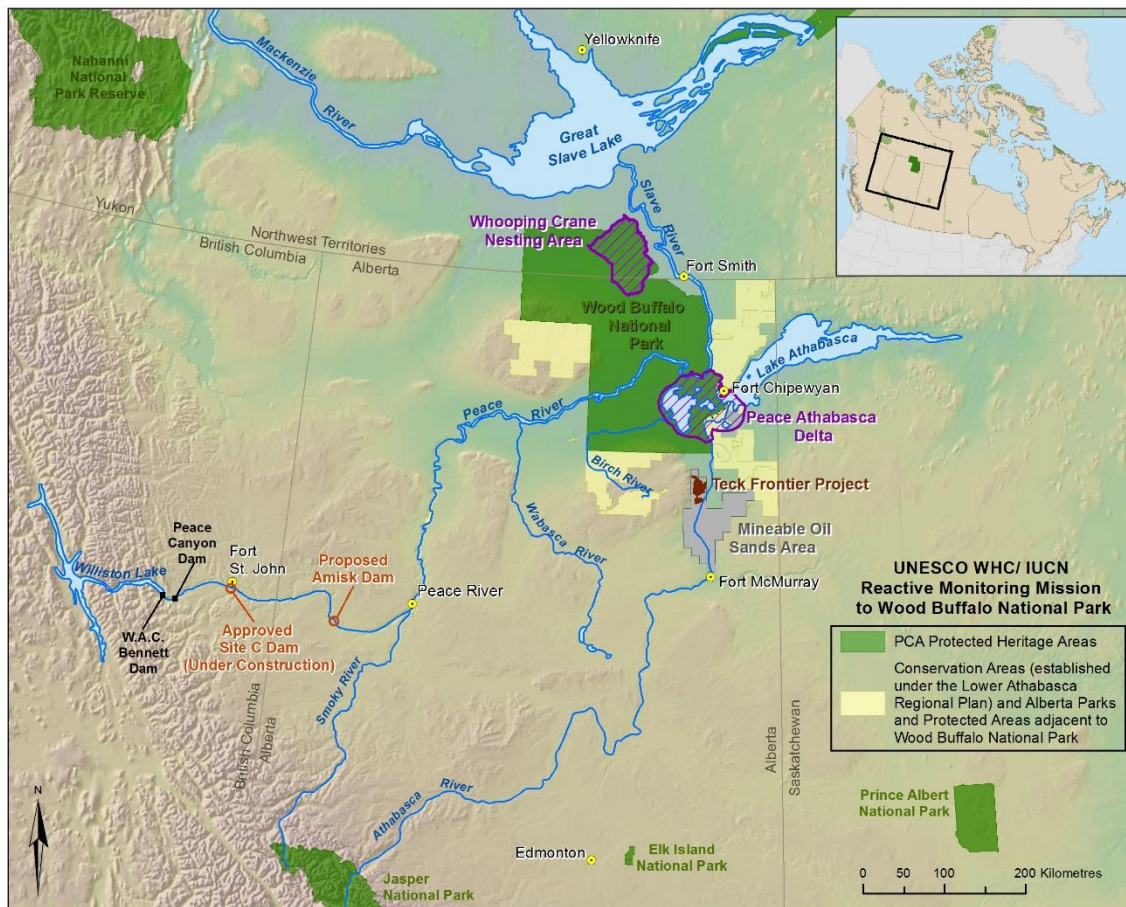 Nahanni
National
Park Reserve
Mackenzie
River
Yellowknife
Great
Slave Lake
Slave
River
Whooping Crane
Nesting Area
Yukon
Northwest Territories
British Columbia
Alberta
Fort Smith
Wood Buffalo
National
Park
Lake Athabasca
Fort Chipewyan
Peace Athabasca
Delta
Peace
River
Birch River
Teck Frontier Project
Wabasca
River
Mineable Oil
Sands Area
Fort McMurray
Williston Lake
Peace
Canyon
Dam
Fort
St. John
Proposed
Amisk Dam
Peace River
W.A.C.
Bennett
Dam
Approved
Site C Dam
(Under Construction)
Smoky River
British Columbia
Alberta
Alberta
Saskatchewan
UNESCO WHC/ IUCN
Reactive Monitoring Mission
to Wood Buffalo National Park
PCA Protected Heritage Areas
Conservation Areas (established
under the Lower Athabasca
Regional Plan) and Alberta Parks
and Protected Areas adjacent to
Wood Buffalo National Park
N
Athabasca
River
Jasper
National Park
Edmonton
Elk Island
National Park
Prince Albert
National Park
0 50 100 200 Kilometres